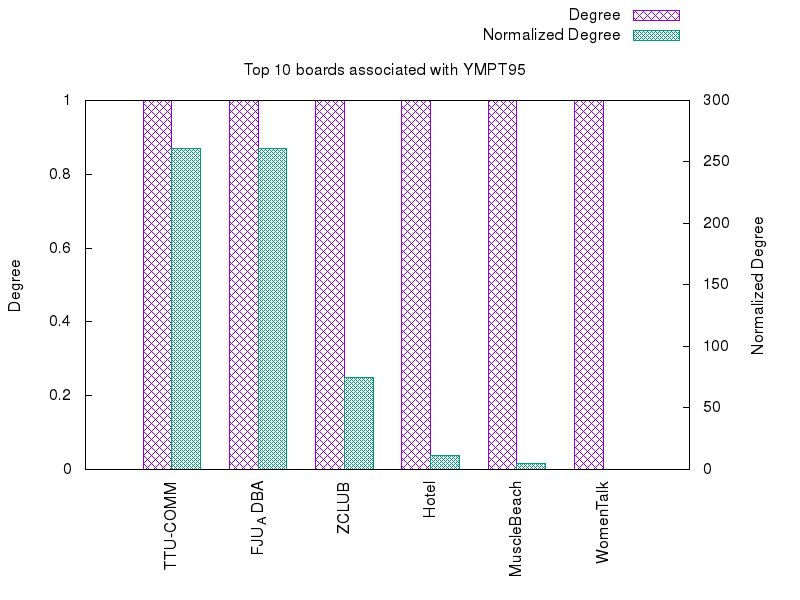 Degree
Normalized Degree
Top 10 boards associated with YMPT95
1
0.8
0.6
0.4
0.2
0
300
250
200
150
100
50
0
Degree
Normalized Degree
TTU-COMM
FJU_A DBA
ZCLUB
Hotel
MuscleBeach
WomenTalk